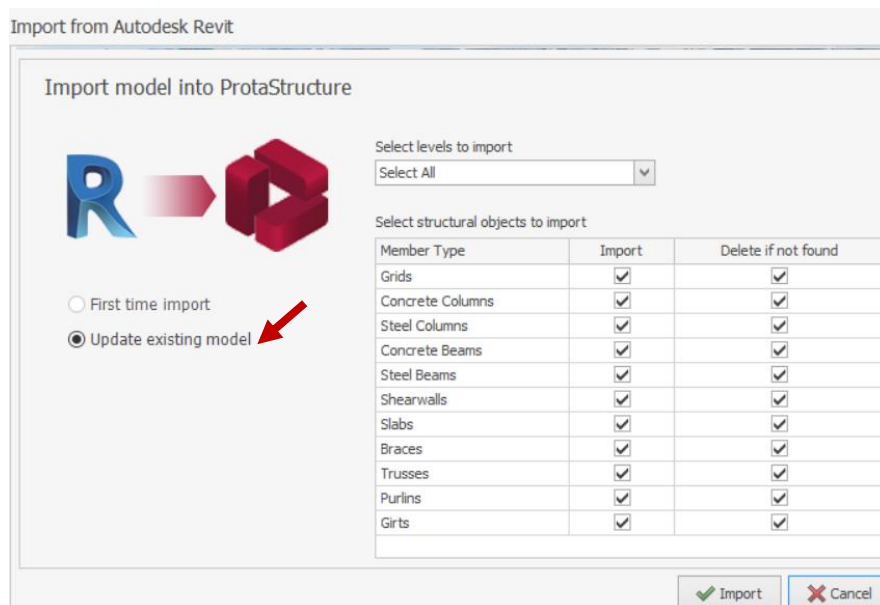 Import from Autodesk Revit
Import model into ProtaStructure
Select levels to import
Select All
Select structural objects to import
Member Type Import Delete if not found
Grids
Concrete Columns
Steel Columns
Concrete Beams
Steel Beams
Shearwalls
Slabs
Braces
Trusses
Purlins
Girts
First time import
Update existing model
Import Cancel